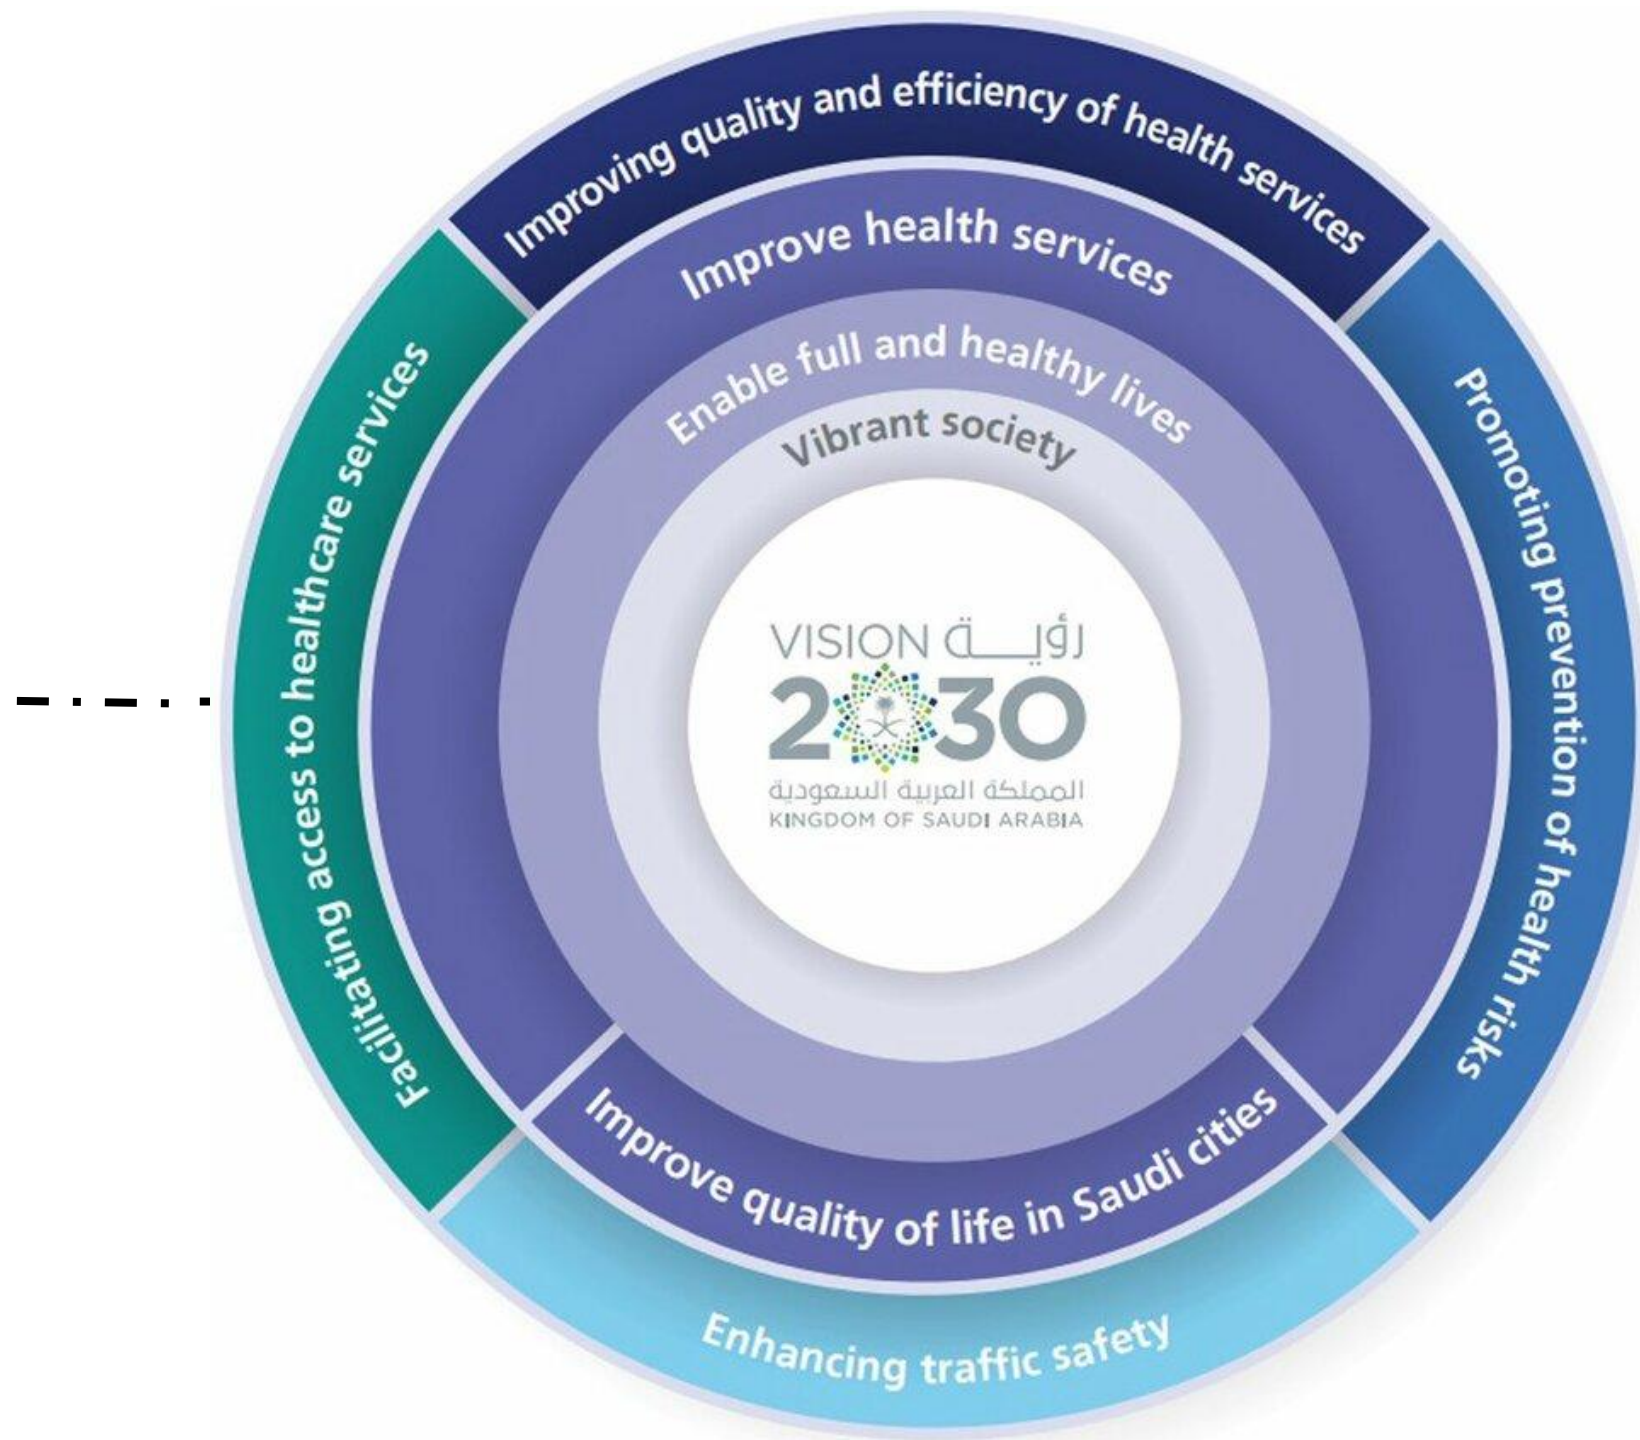 Improving quality and efficiency of health services
Improve health services
Enable full and healthy lives
Vibrant society
Facilitating access to healthcare services
Promoting prevention of health risks
VISION رؤيــة
2030
المملكة العربية السعودية
KINGDOM OF SAUDI ARABIA
Improve quality of life in Saudi cities
Enhancing traffic safety